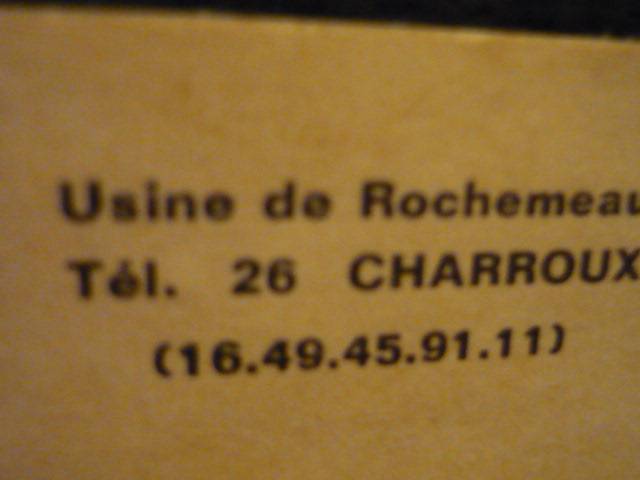 Usine de Rochemeau
Tél. 26 CHARROUX
(16.49.45.91.11)